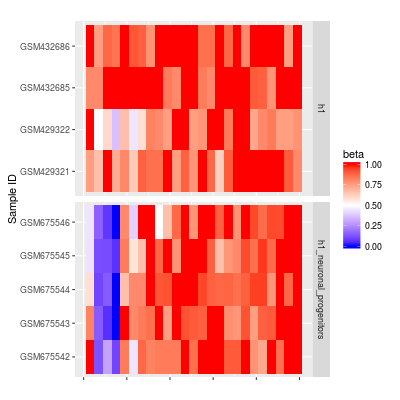 GSM432686
GSM432685
GSM429322
GSM429321
h1
GSM675546
GSM675545
GSM675544
GSM675543
GSM675542
h1_neuronal_progenitors
Sample ID
beta
1.00
0.75
0.50
0.25
0.00